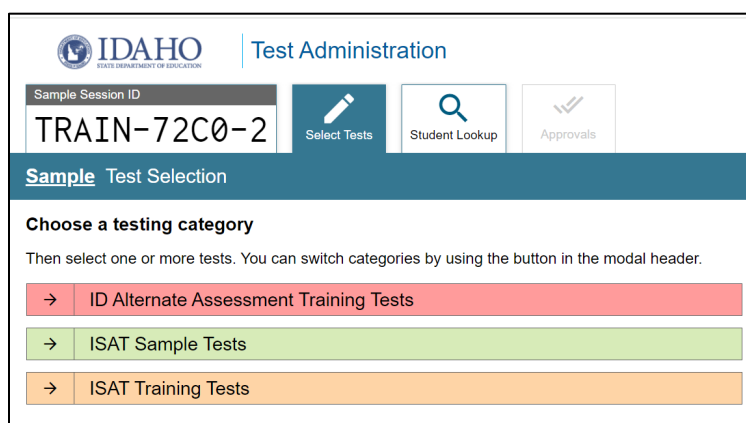 IDAHO
STATE DEPARTMENT OF EDUCATION
Test Administration
Sample Session ID
TRAIN-72C0-2
Select Tests
Student Lookup
Approvals
Sample Test Selection
Choose a testing category
Then select one or more tests. You can switch categories by using the button in the modal header.
→ ID Alternate Assessment Training Tests
→ ISAT Sample Tests
→ ISAT Training Tests